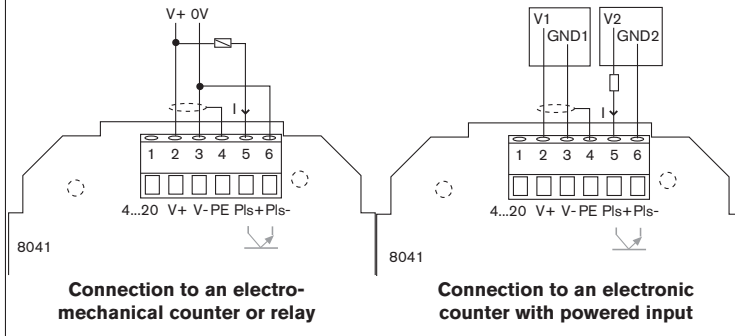 V+ 0V
I
1 2 3 4 5 6
4...20 V+ V- PE Pls+ Pls-
8041
Connection to an electro-
mechanical counter or relay
V1
GND1
V2
GND2
I
1 2 3 4 5 6
4...20 V+ V- PE Pls+ Pls-
8041
Connection to an electronic
counter with powered input